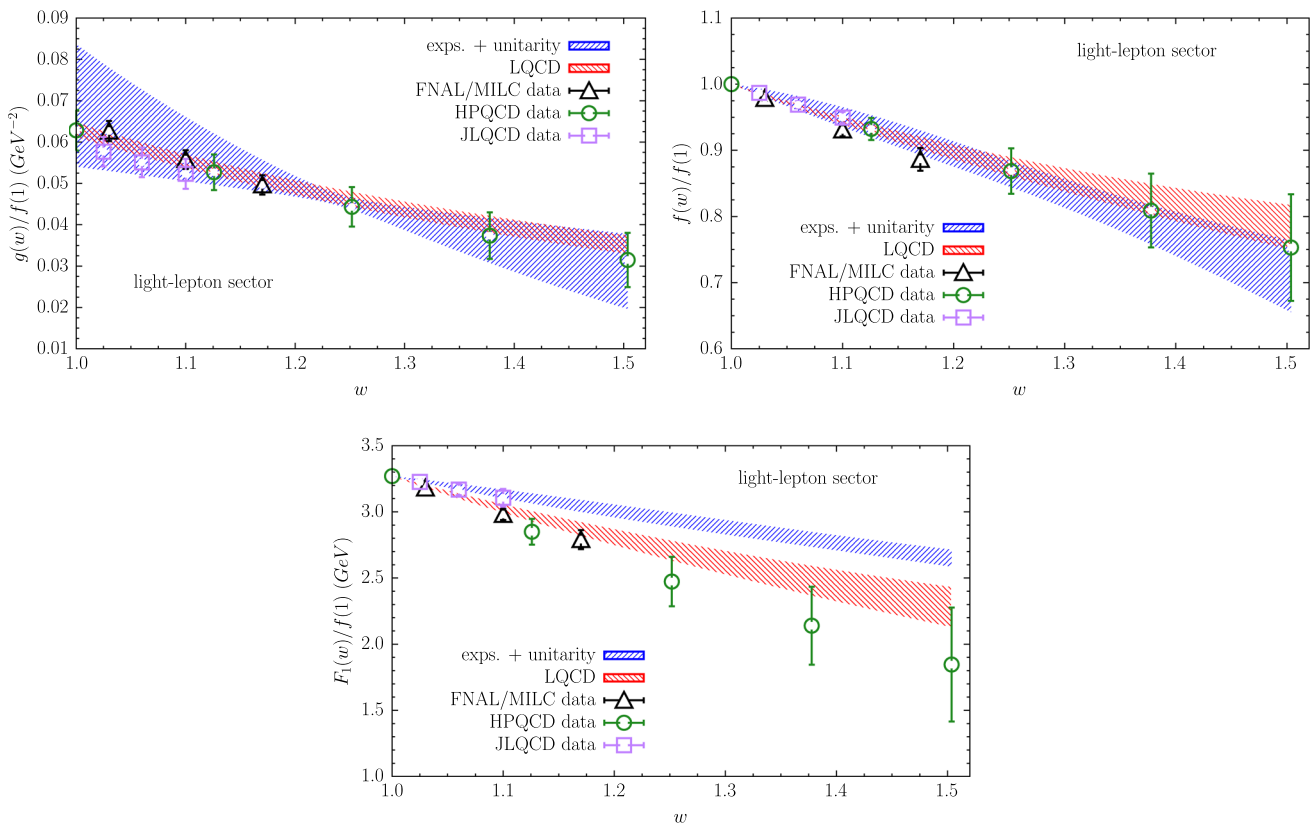 0.09
0.08
0.07
0.06
0.05
0.04
0.03
0.02
0.01
g(w)/f(1) (GeV⁻²)
exps. + unitarity
LQCD
FNAL/MILC data
HPQCD data
JLQCD data
light-lepton sector
1.0 1.1 1.2 1.3 1.4 1.5
w
1.1
1.0
0.9
0.8
0.7
0.6
f(w)/f(1)
light-lepton sector
exps. + unitarity
LQCD
FNAL/MILC data
HPQCD data
JLQCD data
1.0 1.1 1.2 1.3 1.4 1.5
w
3.5
3.0
2.5
2.0
1.5
1.0
F₁(w)/f(1) (GeV)
light-lepton sector
exps. + unitarity
LQCD
FNAL/MILC data
HPQCD data
JLQCD data
1.0 1.1 1.2 1.3 1.4 1.5
w